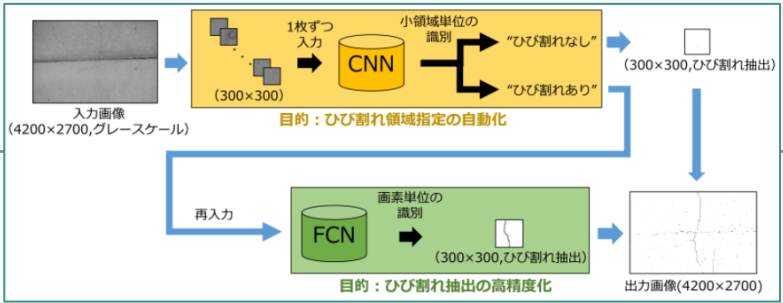 1枚ずつ
入力
小領域単位の
識別
CNN
“ひび割れなし”
“ひび割れあり”
(300×300)
(300×300,ひび割れ抽出)
入力画像
(4200×2700,グレースケール)
目的：ひび割れ領域指定の自動化
再入力
画素単位の
識別
FCN
(300×300,ひび割れ抽出)
目的：ひび割れ抽出の高精度化
出力画像(4200×2700)